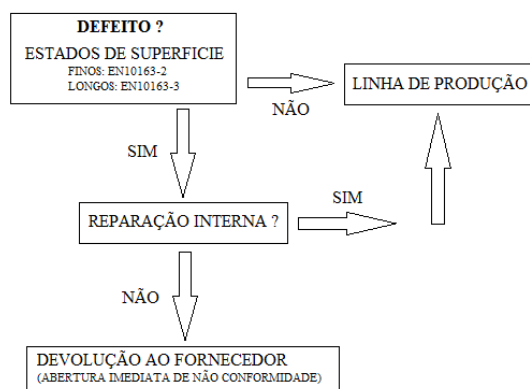 DEFEITO ?
ESTADOS DE SUPERFICIE
FINOS: EN10163-2
LONGOS: EN10163-3
LINHA DE PRODUÇÃO
NÃO
SIM
REPARAÇÃO INTERNA ?
SIM
NÃO
DEVOLUÇÃO AO FORNECEDOR
(ABERTURA IMEDIATA DE NÃO CONFORMIDADE)